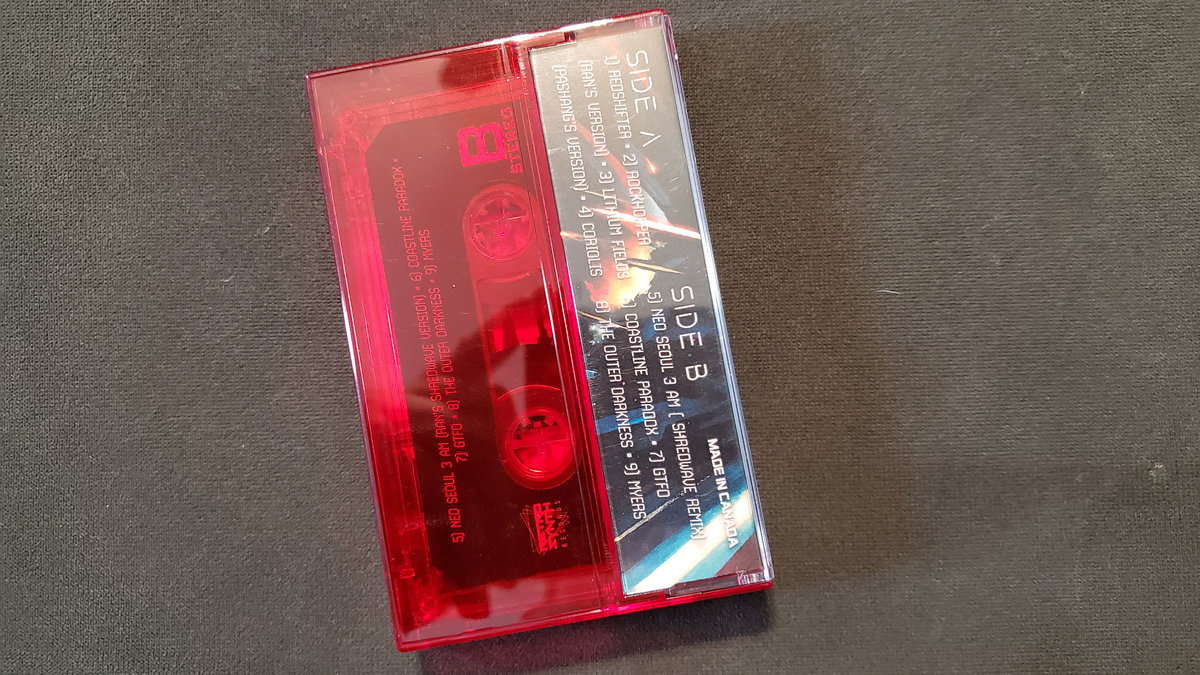 SIDE A
1) REDSHIFTER • 2) ROCKHOPPER
(RAN'S VERSION) • 3) LITHIUM FIELDS
(PASHANG'S VERSION) • 4) CORIOLIS
SIDE B
5) NEO SEOUL 3 AM ( SHREDWAVE REMIX)
6) COASTLINE PARADOX • 7) GTFO
8) THE OUTER DARKNESS • 9) MYERS
MADE IN CANADA
B
STEREO
5) NEO SEOUL 3 AM (RAN'S SHREDWAVE VERSION) • 6) COASTLINE PARADOX •
7) GTFO • 8) THE OUTER DARKNESS • 9) MYERS